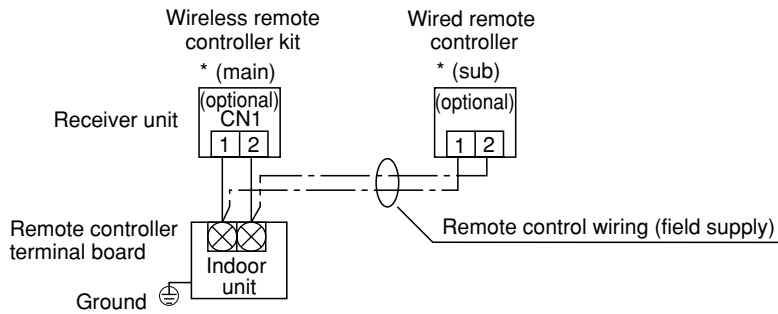 Wireless remote
controller kit
* (main)
Wired remote
controller
* (sub)
Receiver unit
(optional)
CN1
1 2
(optional)
1 2
Remote controller
terminal board
Indoor
unit
Ground
Remote control wiring (field supply)